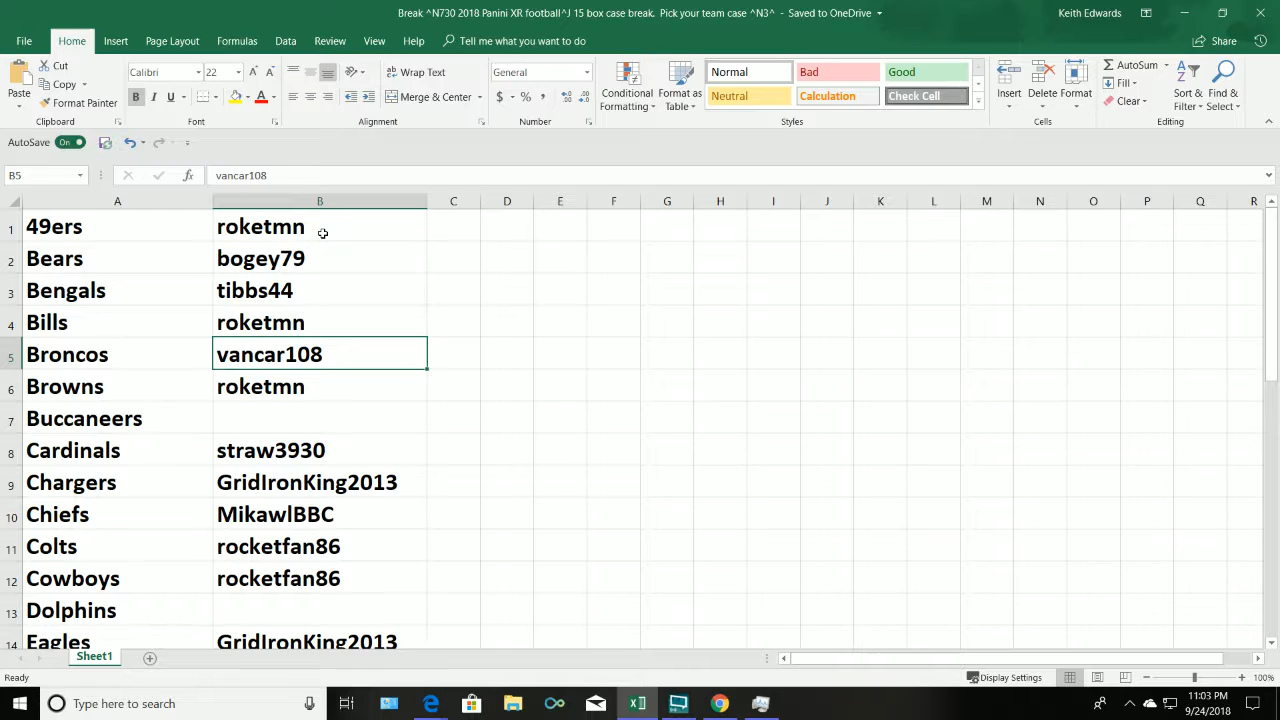 Break ^N730 2018 Panini XR football^J 15 box case break.  Pick your team case ^N3^  -  Saved to OneDrive
Keith Edwards
File Home Insert Page Layout Formulas Data Review View Help Tell me what you want to do
Share
Paste
Cut
Copy
Format Painter
Clipboard
Calibri 22
B I U
Font
Wrap Text
Merge & Center
Alignment
General
$ % ,
Number
Conditional Formatting
Format as Table
Normal Bad Good
Neutral Calculation Check Cell
Styles
Insert Delete Format
Cells
AutoSum
Fill
Clear
Sort & Filter
Find & Select
Editing
AutoSave On
B5 fx vancar108
A B C D E F G H I J K L M N O P Q R
1 49ers roketmn
2 Bears bogey79
3 Bengals tibbs44
4 Bills roketmn
5 Broncos vancar108
6 Browns roketmn
7 Buccaneers
8 Cardinals straw3930
9 Chargers GridIronKing2013
10 Chiefs MikawlBBC
11 Colts rocketfan86
12 Cowboys rocketfan86
13 Dolphins
14 Eagles GridIronKing2013
Sheet1
Ready
Display Settings
100%
Type here to search
11:03 PM
9/24/2018